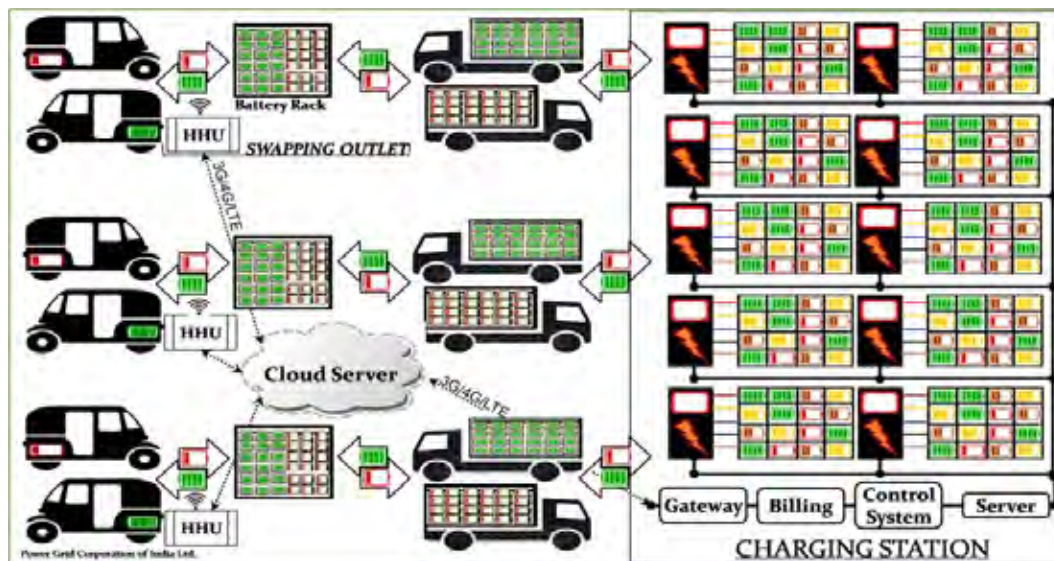 Battery Rack
HHU
SWAPPING OUTLET
3G/4G/LTE
HHU
Cloud Server
3G/4G/LTE
HHU
Gateway
Billing
Control
System
Server
Power Grid Corporation of India Ltd.
CHARGING STATION